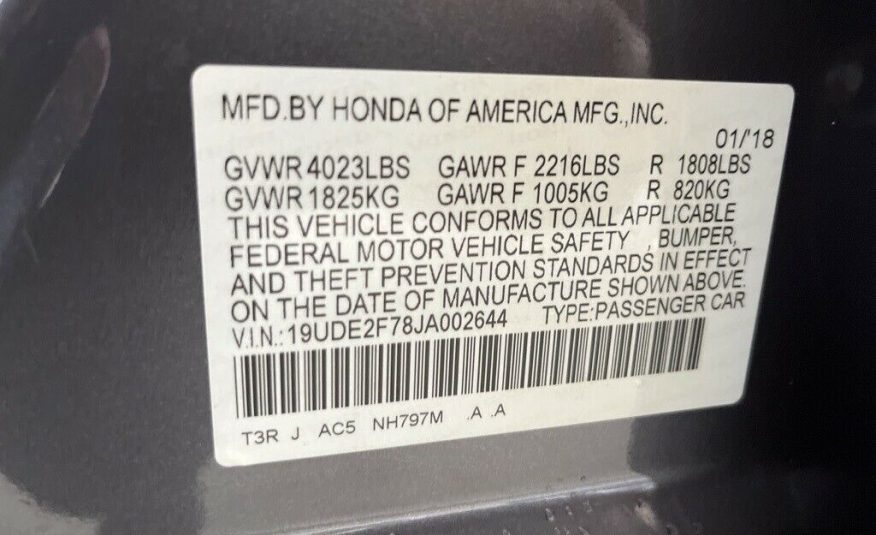 MFD.BY HONDA OF AMERICA MFG.,INC.
01/'18
GVWR 4023LBS GAWR F 2216LBS R 1808LBS
GVWR 1825KG GAWR F 1005KG R 820KG
THIS VEHICLE CONFORMS TO ALL APPLICABLE
FEDERAL MOTOR VEHICLE SAFETY , BUMPER,
AND THEFT PREVENTION STANDARDS IN EFFECT
ON THE DATE OF MANUFACTURE SHOWN ABOVE.
V.I.N.:19UDE2F78JA002644 TYPE:PASSENGER CAR
T3R J AC5 NH797M .A .A